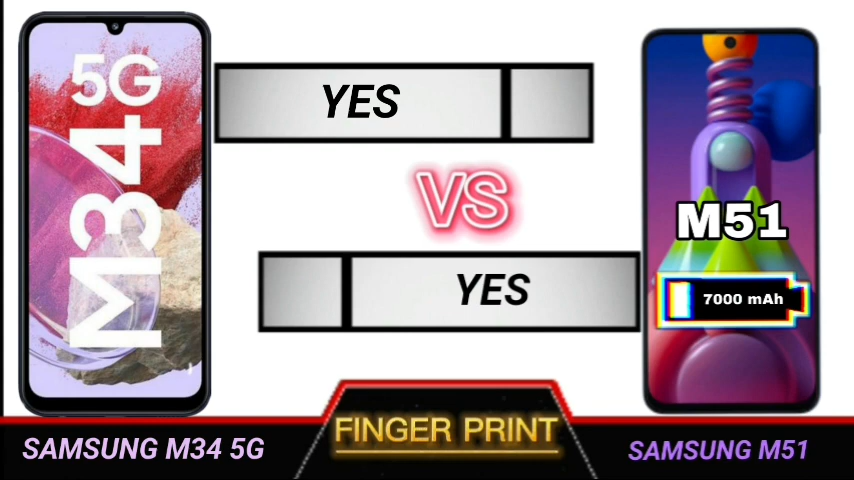 5G
M34
YES
VS
M51
7000 mAh
YES
FINGER PRINT
SAMSUNG M34 5G
SAMSUNG M51